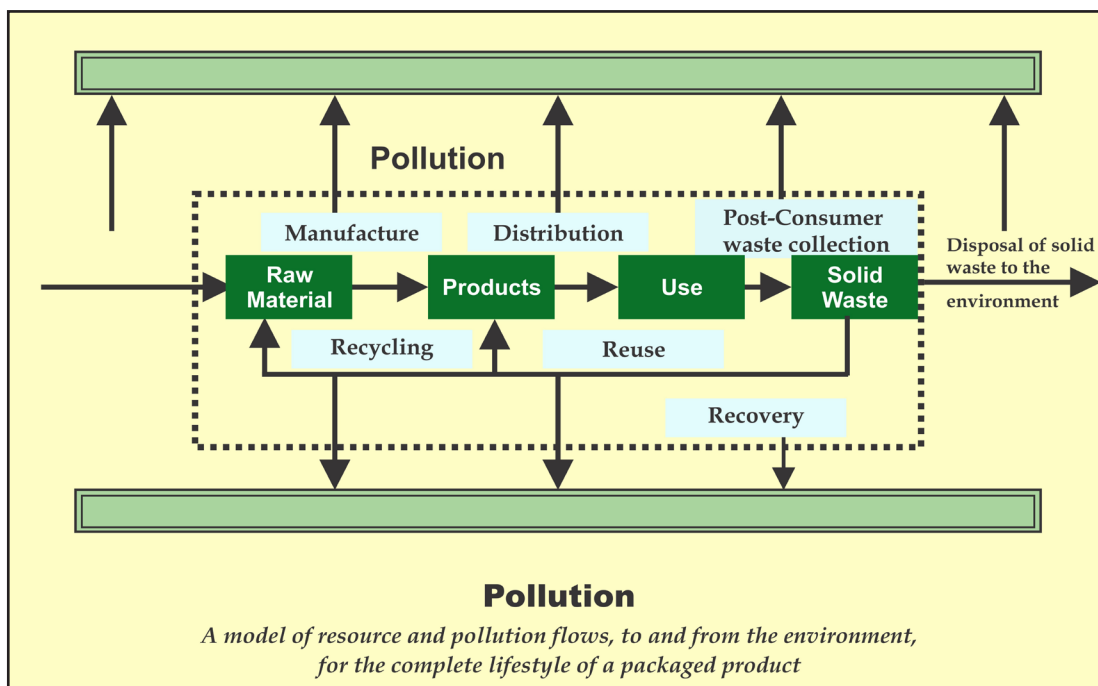 Pollution
Manufacture
Distribution
Post-Consumer
waste collection
Raw
Material
Products
Use
Solid
Waste
Disposal of solid
waste to the
environment
Recycling
Reuse
Recovery
Pollution
A model of resource and pollution flows, to and from the environment,
for the complete lifestyle of a packaged product